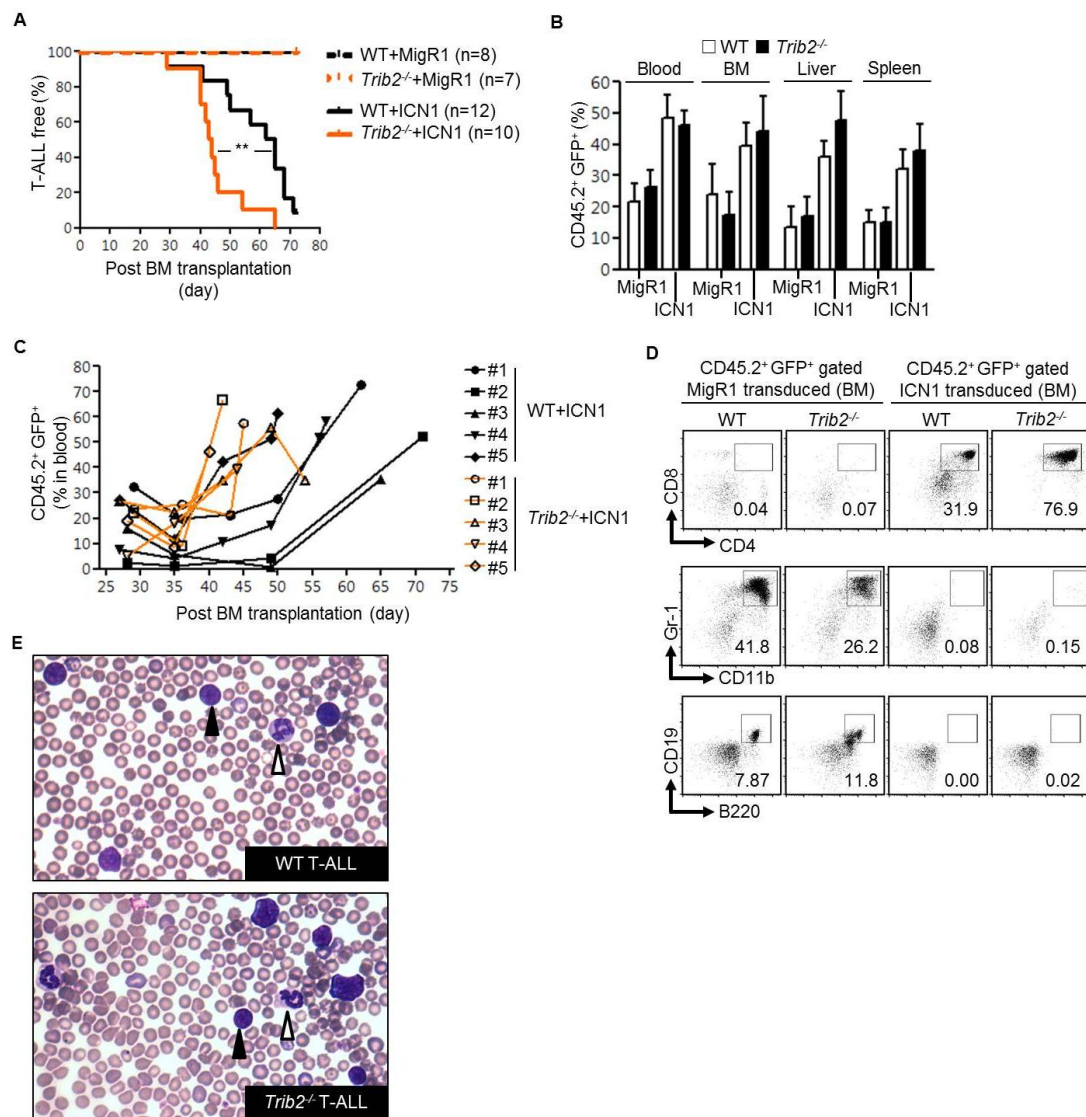 A
T-ALL free (%)
100
80
60
40
20
0
**
0 10 20 30 40 50 60 70 80
Post BM transplantation
(day)
WT+MigR1 (n=8)
Trib2-/-+MigR1 (n=7)
WT+ICN1 (n=12)
Trib2-/-+ICN1 (n=10)
B
WT Trib2-/-
Blood BM Liver Spleen
CD45.2+ GFP+ (%)
60
50
40
30
20
10
0
MigR1 MigR1 MigR1 MigR1
ICN1 ICN1 ICN1 ICN1
C
CD45.2+ GFP+
(% in blood)
80
70
60
50
40
30
20
10
0
25 30 35 40 45 50 55 60 65 70 75
Post BM transplantation (day)
#1
#2
#3
#4
#5
WT+ICN1
#1
#2
#3
#4
#5
Trib2-/-+ICN1
D
CD45.2+ GFP+ gated
MigR1 transduced (BM)
CD45.2+ GFP+ gated
ICN1 transduced (BM)
WT Trib2-/- WT Trib2-/-
CD8
0.04 0.07 31.9 76.9
CD4
Gr-1
41.8 26.2 0.08 0.15
CD11b
CD19
7.87 11.8 0.00 0.02
B220
E
WT T-ALL
Trib2-/- T-ALL